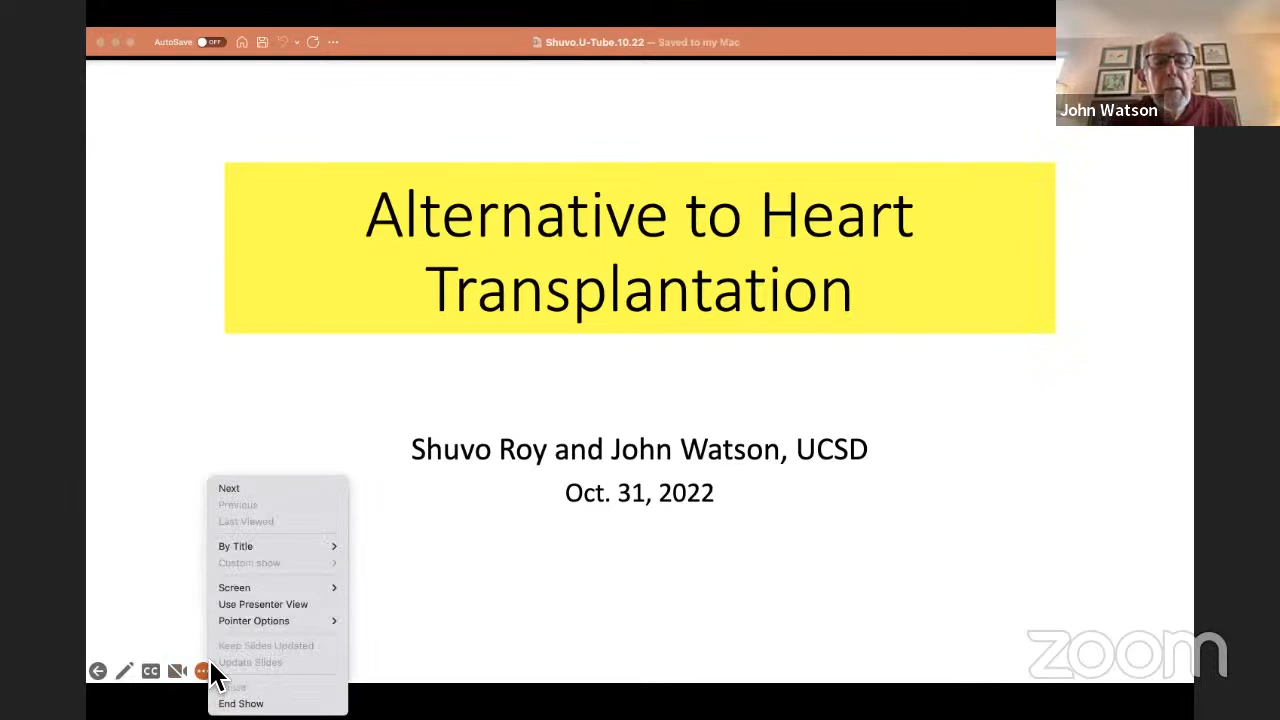 AutoSave OFF
Shuvo.U-Tube.10.22 — Saved to my Mac
John Watson
Alternative to Heart
Transplantation
Shuvo Roy and John Watson, UCSD
Oct. 31, 2022
Next
Previous
Last Viewed
By Title
Custom show
Screen
Use Presenter View
Pointer Options
Keep Slides Updated
Update Slides
End Show
CC
zoom